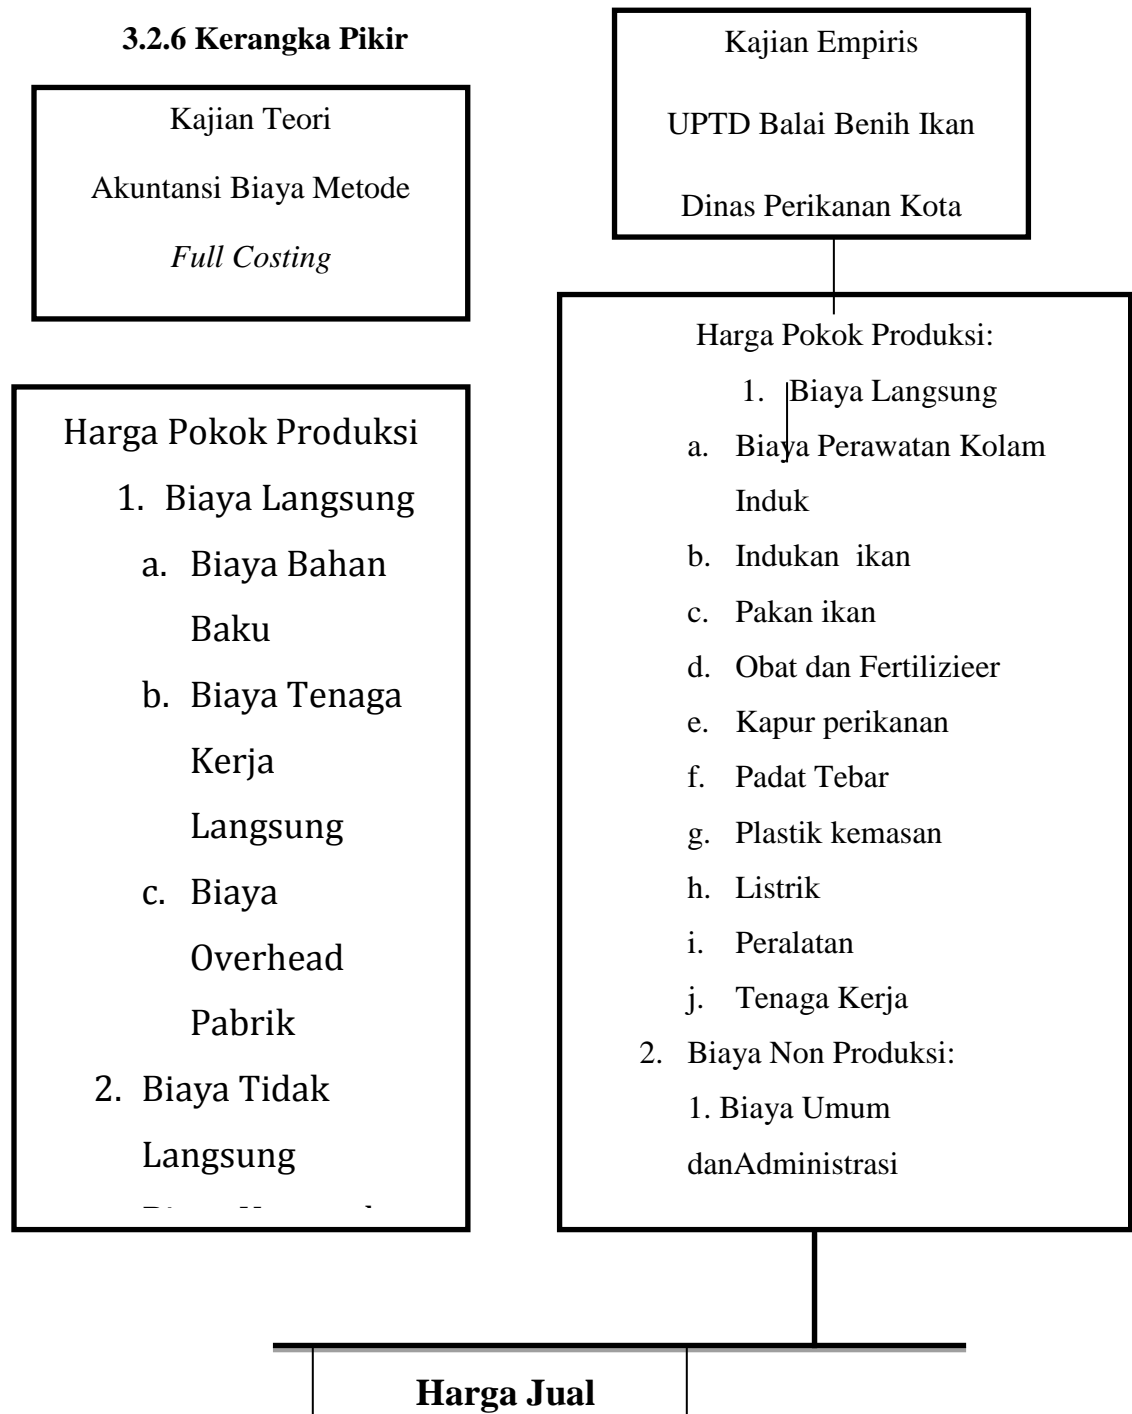 3.2.6 Kerangka Pikir
Kajian Teori
Akuntansi Biaya Metode
Full Costing
Kajian Empiris
UPTD Balai Benih Ikan
Dinas Perikanan Kota
Harga Pokok Produksi
1. Biaya Langsung
a. Biaya Bahan
Baku
b. Biaya Tenaga
Kerja
Langsung
c. Biaya
Overhead
Pabrik
2. Biaya Tidak
Langsung
Harga Pokok Produksi:
1. Biaya Langsung
a. Biaya Perawatan Kolam
Induk
b. Indukan ikan
c. Pakan ikan
d. Obat dan Fertilizieer
e. Kapur perikanan
f. Padat Tebar
g. Plastik kemasan
h. Listrik
i. Peralatan
j. Tenaga Kerja
2. Biaya Non Produksi:
1. Biaya Umum
danAdministrasi
Harga Jual